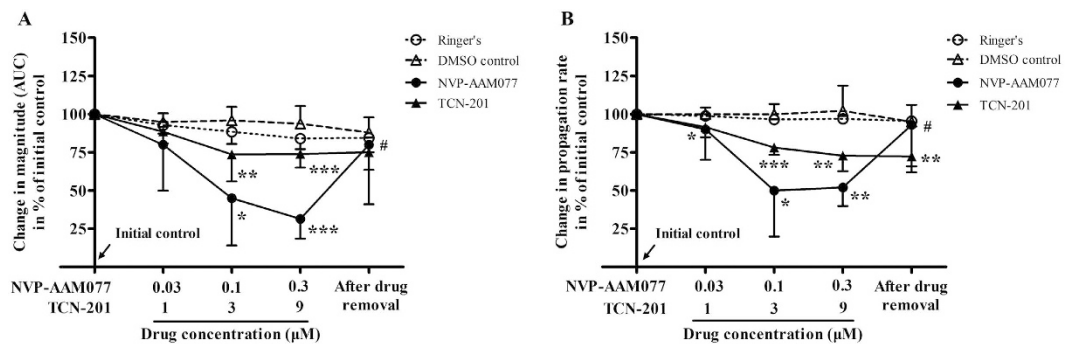 A
Change in magnitude (AUC)
in % of initial control
150
125
100
75
50
25
Ringer's
DMSO control
NVP-AAM077
TCN-201
#
**
***
*
***
Initial control
NVP-AAM077 0.03 0.1 0.3 After drug
TCN-201 1 3 9 removal
Drug concentration (μM)
B
Change in propagation rate
in % of initial control
150
125
100
75
50
25
Ringer's
DMSO control
NVP-AAM077
TCN-201
#
*
***
**
**
*
**
Initial control
NVP-AAM077 0.03 0.1 0.3 After drug
TCN-201 1 3 9 removal
Drug concentration (μM)